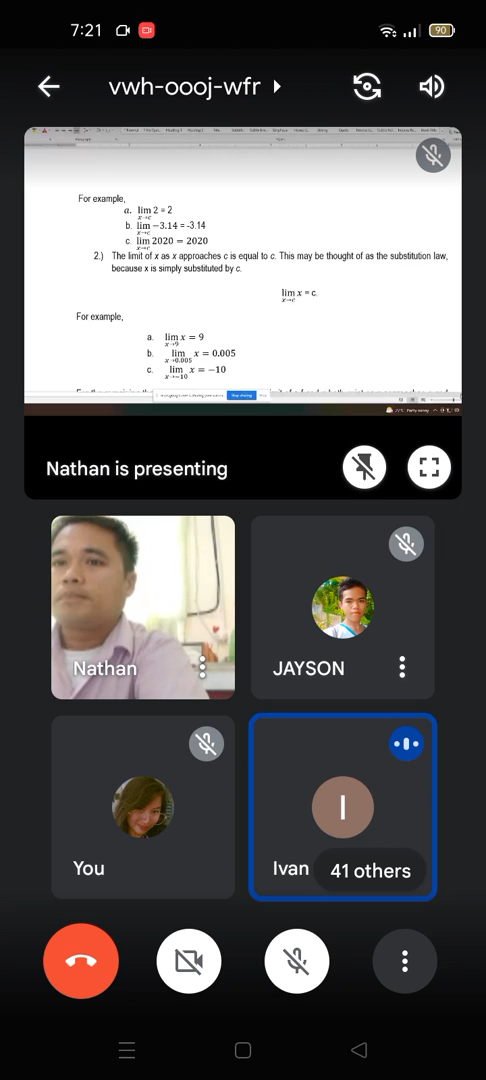 7:21
90
vwh-oooj-wfr
For example,
a. lim 2 = 2
x→c
b. lim −3.14 = -3.14
x→c
c. lim 2020 = 2020
x→c
2.) The limit of x as x approaches c is equal to c. This may be thought of as the substitution law,
because x is simply substituted by c.
lim x = c.
x→c
For example,
a. lim x = 9
x→9
b. lim x = 0.005
x→0.005
c. lim x = −10
x→−10
Stop sharing
Nathan is presenting
Nathan
JAYSON
You
I
Ivan
41 others